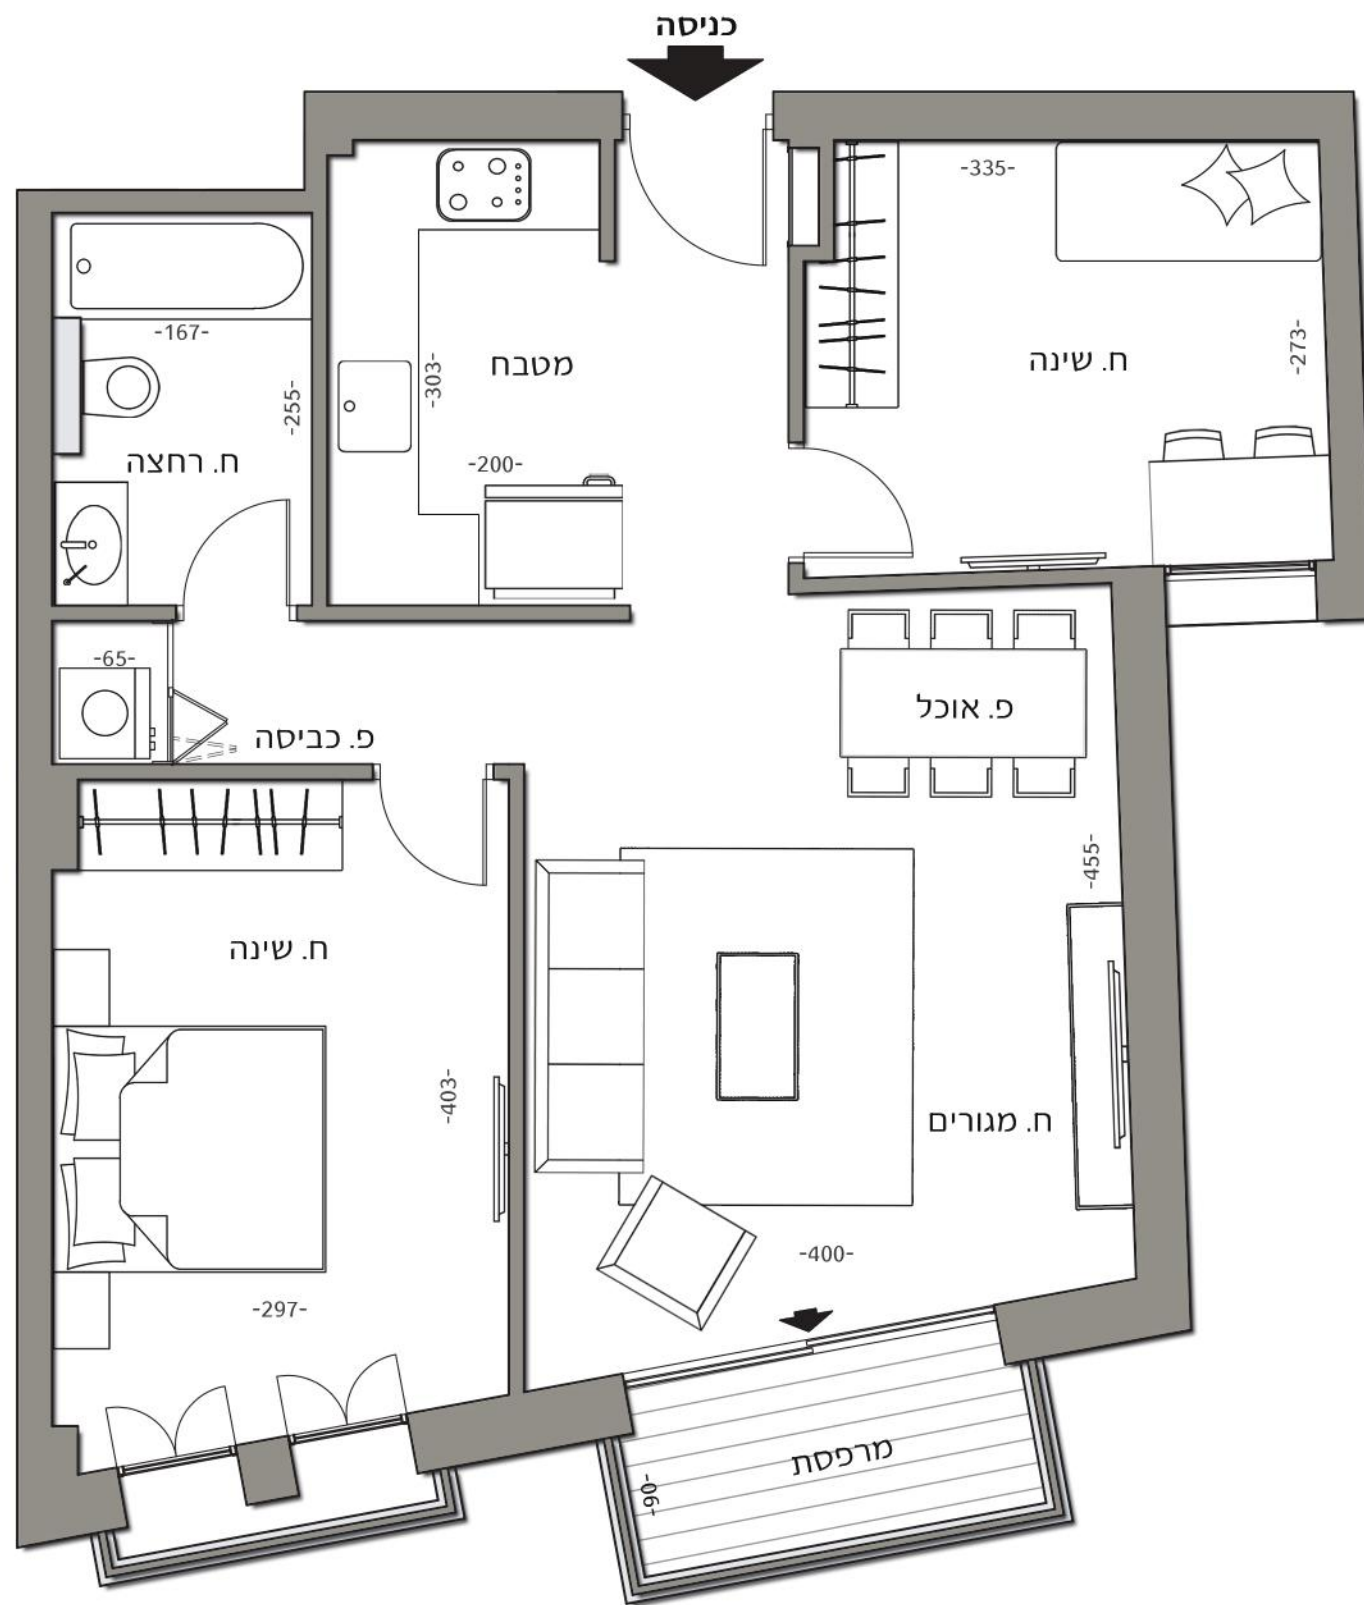 כניסה
-335-
-167-
-255-
-303-
מטבח
ח. שינה
-273-
ח. רחצה
-200-
-65-
פ. כביסה
פ. אוכל
-455-
ח. שינה
-403-
ח. מגורים
-400-
-297-
מרפסת
-90-